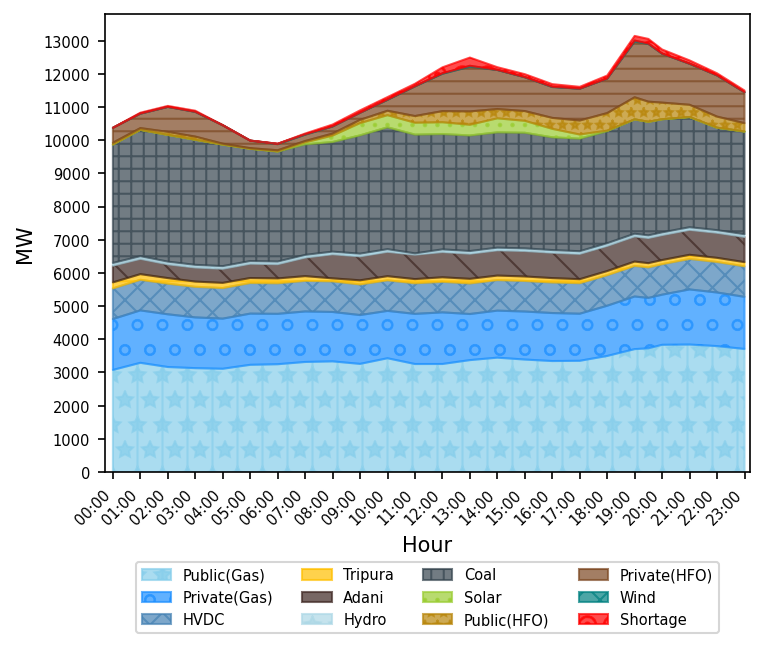 13000
12000
11000
10000
9000
8000
7000
6000
5000
4000
3000
2000
1000
0
MW
00:00 01:00 02:00 03:00 04:00 05:00 06:00 07:00 08:00 09:00 10:00 11:00 12:00 13:00 14:00 15:00 16:00 17:00 18:00 19:00 20:00 21:00 22:00 23:00
Hour
Public(Gas) Tripura Coal Private(HFO)
Private(Gas) Adani Solar Wind
HVDC Hydro Public(HFO) Shortage